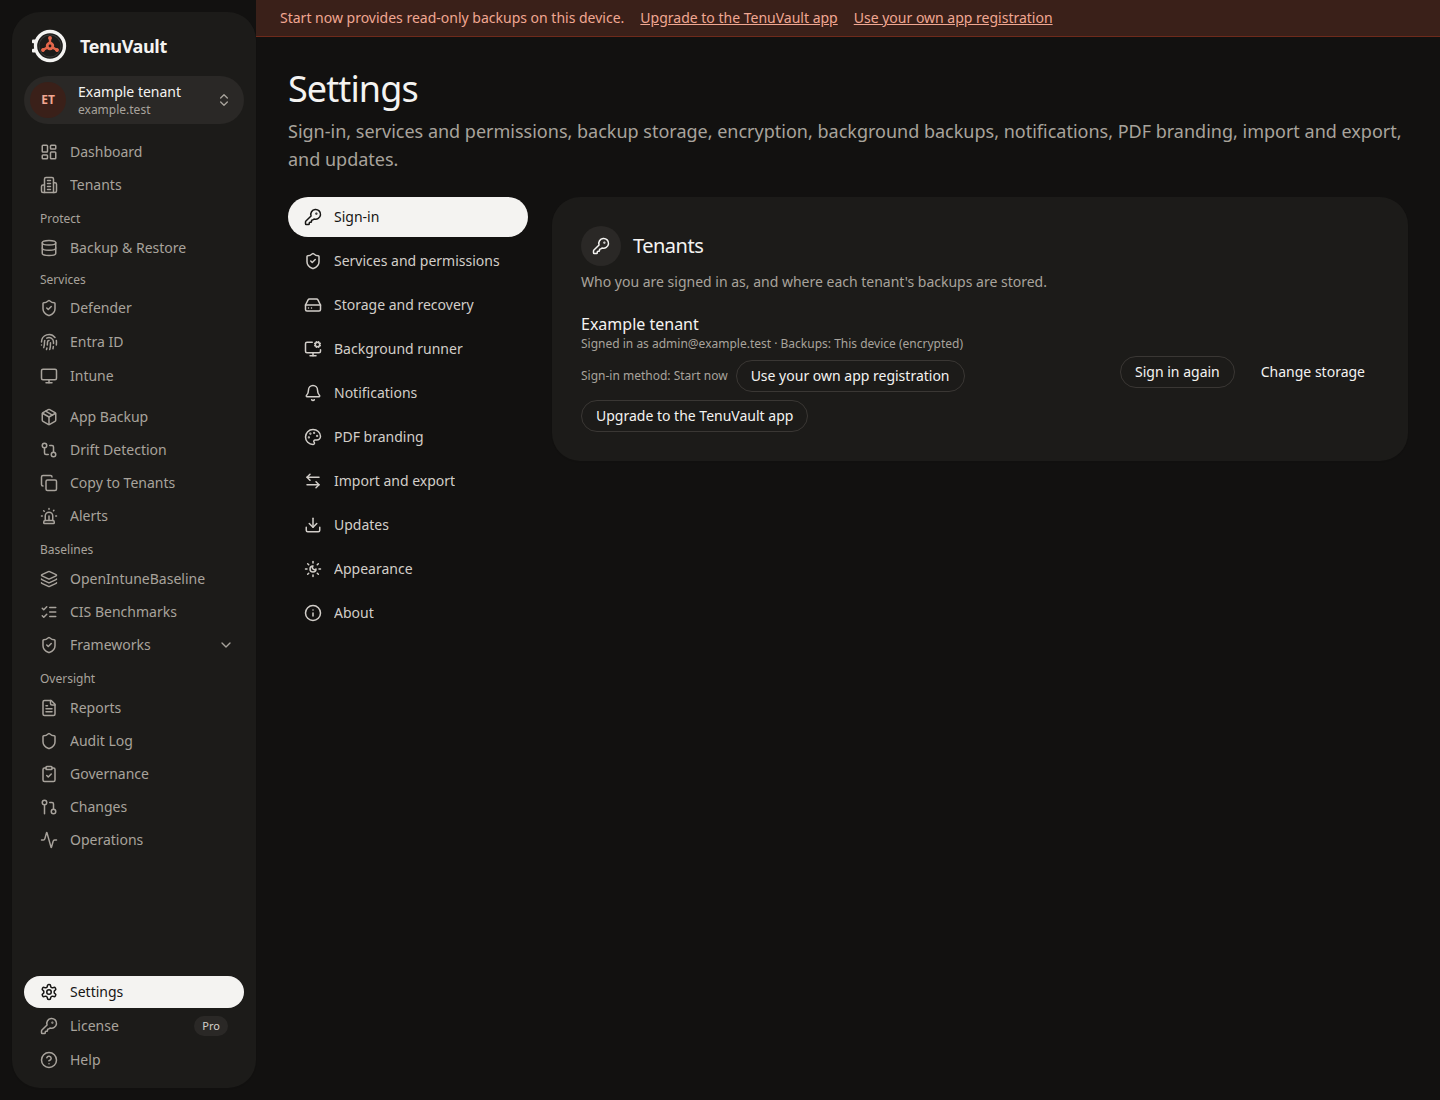 Start now provides read-only backups on this device. Upgrade to the TenuVault app Use your own app registration
TenuVault
ET
Example tenant
example.test
Dashboard
Tenants
Protect
Backup & Restore
Services
Defender
Entra ID
Intune
App Backup
Drift Detection
Copy to Tenants
Alerts
Baselines
OpenIntuneBaseline
CIS Benchmarks
Frameworks
Oversight
Reports
Audit Log
Governance
Changes
Operations
Settings
License Pro
Help
Settings
Sign-in, services and permissions, backup storage, encryption, background backups, notifications, PDF branding, import and export,
and updates.
Sign-in
Services and permissions
Storage and recovery
Background runner
Notifications
PDF branding
Import and export
Updates
Appearance
About
Tenants
Who you are signed in as, and where each tenant's backups are stored.
Example tenant
Signed in as admin@example.test · Backups: This device (encrypted)
Sign-in method: Start now Use your own app registration
Upgrade to the TenuVault app
Sign in again Change storage